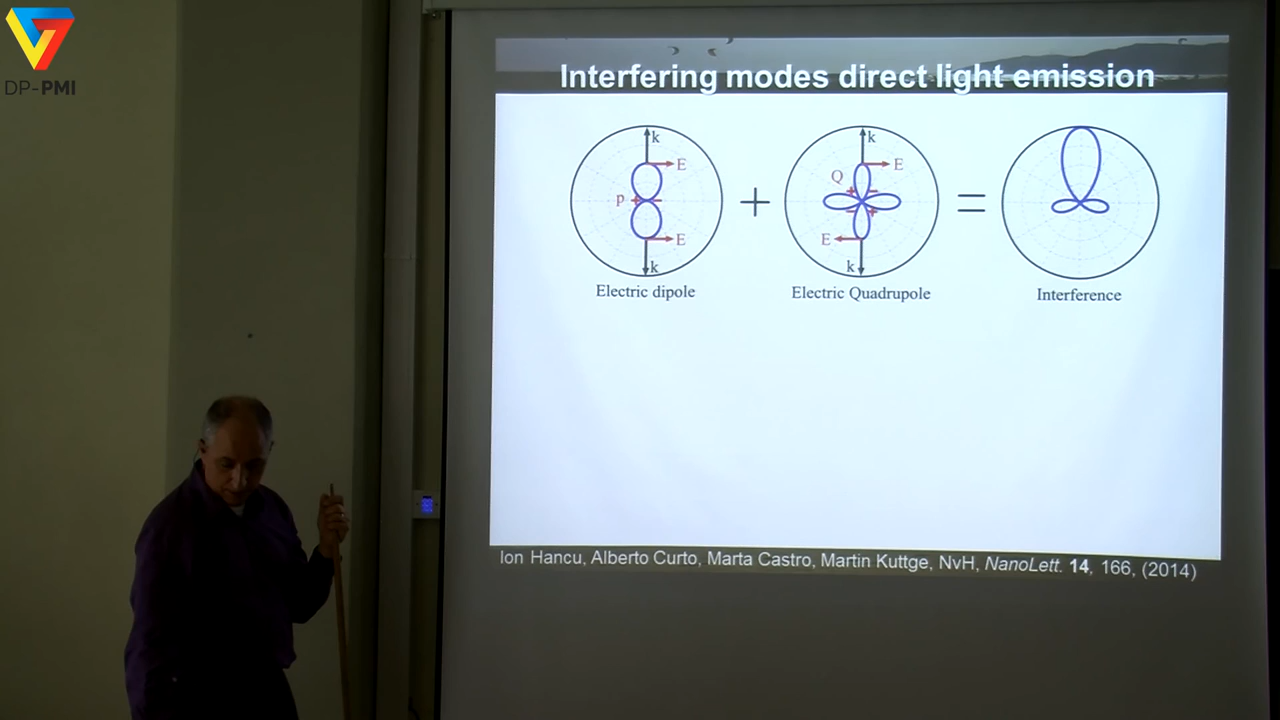 DP-PMI
Interfering modes direct light emission
k
E
p
E
k
Electric dipole
+
k
E
Q
E
k
Electric Quadrupole
=
Interference
Ion Hancu, Alberto Curto, Marta Castro, Martin Kuttge, NvH, NanoLett. 14, 166, (2014)